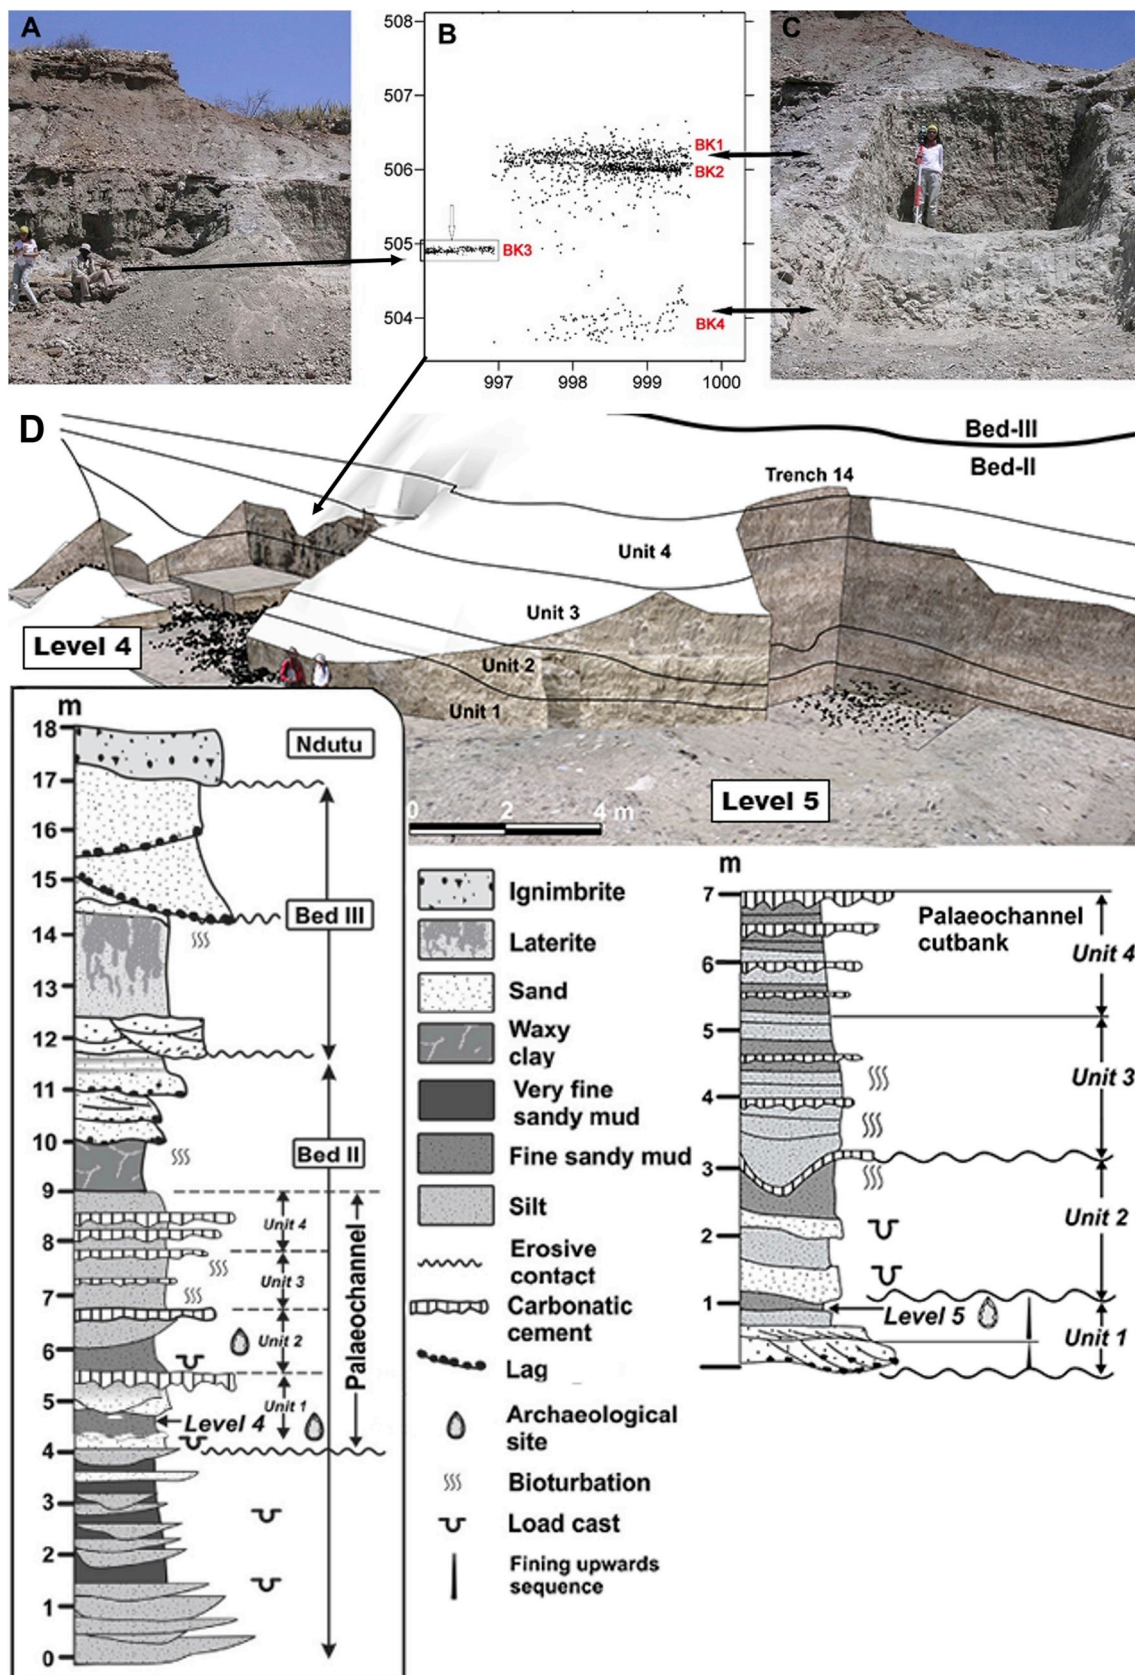 A
B
C
508
507
506
505
504
BK1
BK2
BK3
BK4
997
998
999
1000
D
Bed-III
Bed-II
Trench 14
Unit 4
Unit 3
Unit 2
Unit 1
Level 4
Level 5
0 2 4 m
m
18
17
16
15
14
13
12
11
10
9
8
7
6
5
4
3
2
1
0
Ndutu
Bed III
Bed II
Unit 4
Unit 3
Unit 2
Unit 1
Palaeochannel
Level 4
Ignimbrite
Laterite
Sand
Waxy
clay
Very fine
sandy mud
Fine sandy mud
Silt
Erosive
contact
Carbonatic
cement
Lag
Archaeological
site
Bioturbation
Load cast
Fining upwards
sequence
m
7
6
5
4
3
2
1
Palaeochannel
cutbank
Unit 4
Unit 3
Unit 2
Unit 1
Level 5